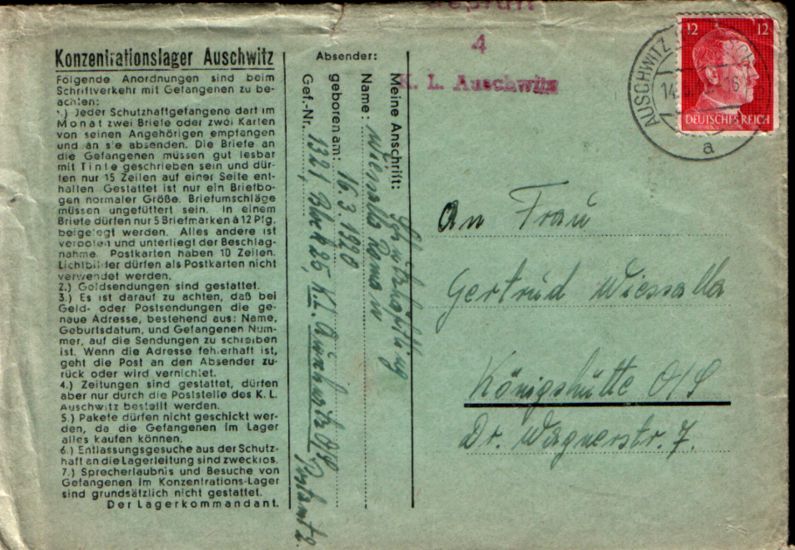 Konzentrationslager Auschwitz
Folgende Anordnungen sind beim
Schriftverkehr mit Gefangenen zu be-
achten:
1.) Jeder Schutzhaftgefangene darf im
Monat zwei Briefe oder zwei Karten
von seinen Angehörigen empfangen
und an sie absenden. Die Briefe an
die Gefangenen müssen gut lesbar
mit Tinte geschrieben sein und dür-
fen nur 15 Zeilen auf einer Seite ent-
halten. Gestattet ist nur ein Briefbo-
gen normaler Größe. Briefumschläge
müssen ungefüttert sein. In einem
Briefe dürfen nur 5 Briefmarken à 12 Pfg.
beigelegt werden. Alles andere ist
verboten und unterliegt der Beschlag-
nahme. Postkarten haben 10 Zeilen.
Lichtbilder dürfen als Postkarten nicht
verwendet werden.
2.) Geldsendungen sind gestattet.
3.) Es ist darauf zu achten, daß bei
Geld- oder Postsendungen die ge-
naue Adresse, bestehend aus: Name,
Geburtsdatum, und Gefangenen Num-
mer, auf die Sendungen zu schreiben
ist. Wenn die Adresse fehlerhaft ist,
geht die Post an den Absender zu-
rück oder wird vernichtet.
4.) Zeitungen sind gestattet, dürfen
aber nur durch die Poststelle des K. L.
Auschwitz bestellt werden.
5.) Pakete dürfen nicht geschickt wer-
den, da die Gefangenen im Lager
alles kaufen können.
6.) Entlassungsgesuche aus der Schutz-
haft an die Lagerleitung sind zwecklos.
7.) Sprecherlaubnis und Besuche von
Gefangenen im Konzentrations-Lager
sind grundsätzlich nicht gestattet.
Der Lagerkommandant.
Absender:
Meine Anschrift:
Name: Wiessalla Roman
geboren am: 16.3.1920
Gef.-Nr. 1321, Block 25, K.L. Auschwitz O/S
4
K. L. Auschwitz
AUSCHWITZ
14
16
a
12 12
DEUTSCHES REICH
An Frau
Gertrud Wiessalla
Königshütte O/S
Dr. Wagnerstr. 7.